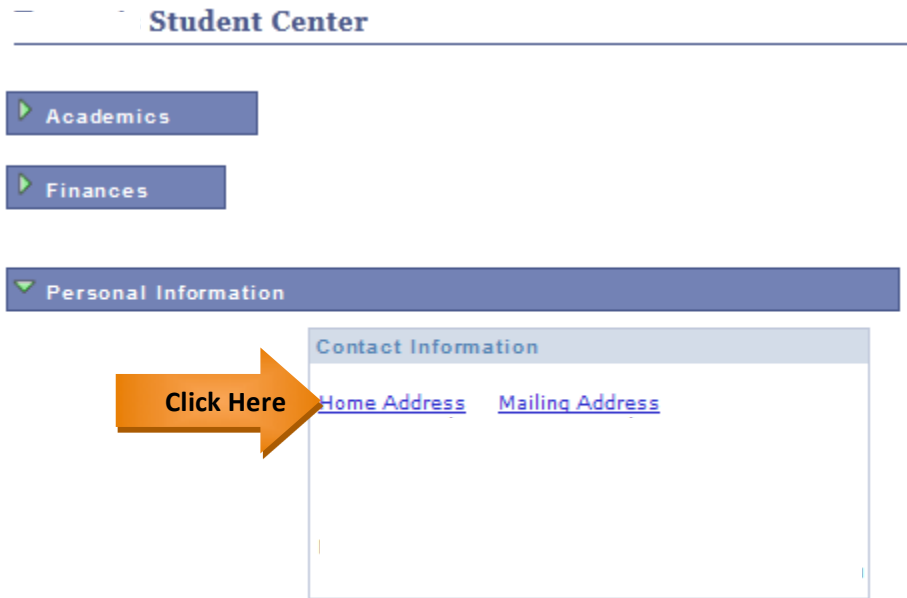 Student Center
Academics
Finances
Personal Information
Contact Information
Click Here Home Address Mailing Address